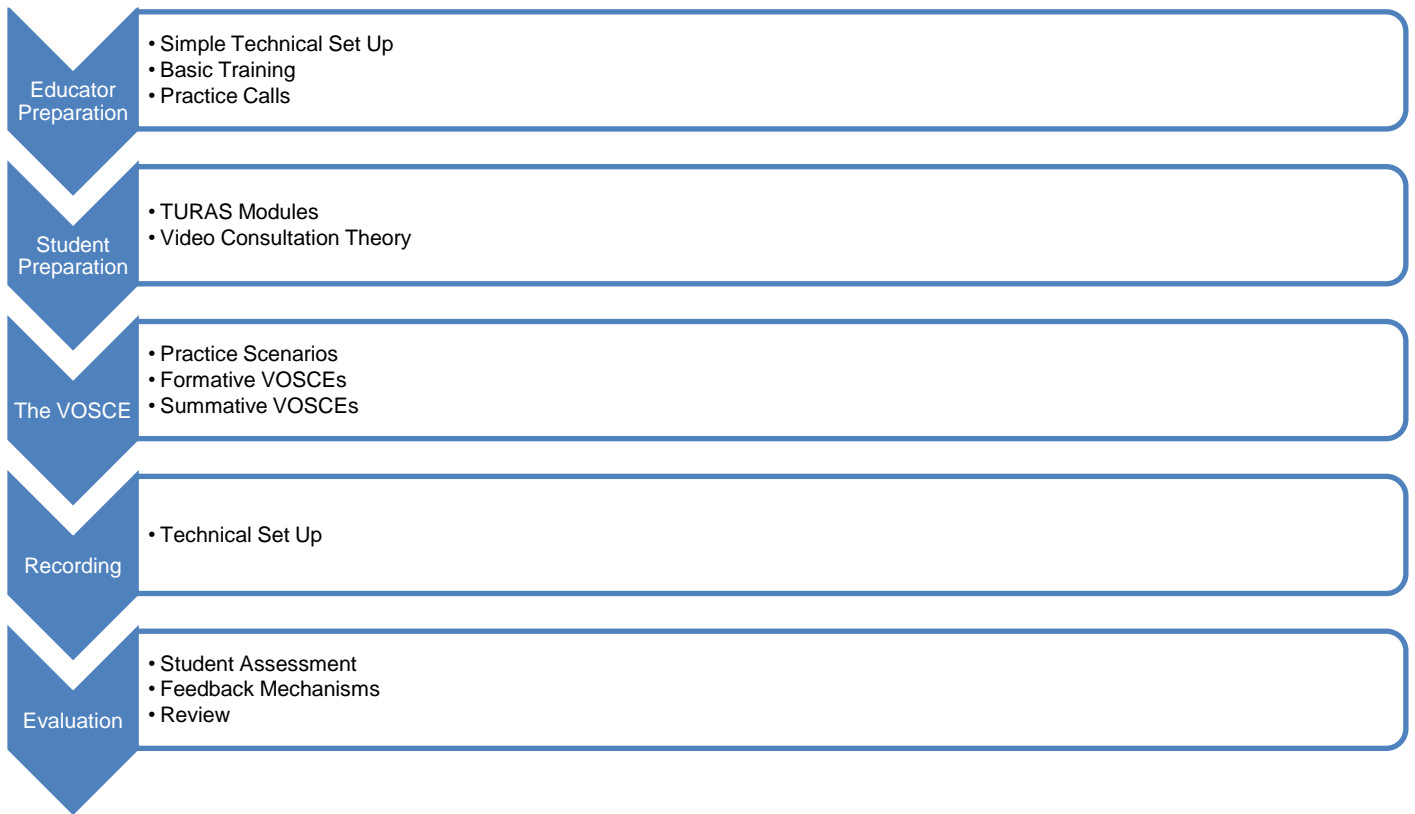 Educator
Preparation
• Simple Technical Set Up
• Basic Training
• Practice Calls
Student
Preparation
• TURAS Modules
• Video Consultation Theory
The VOSCE
• Practice Scenarios
• Formative VOSCEs
• Summative VOSCEs
Recording
• Technical Set Up
Evaluation
• Student Assessment
• Feedback Mechanisms
• Review